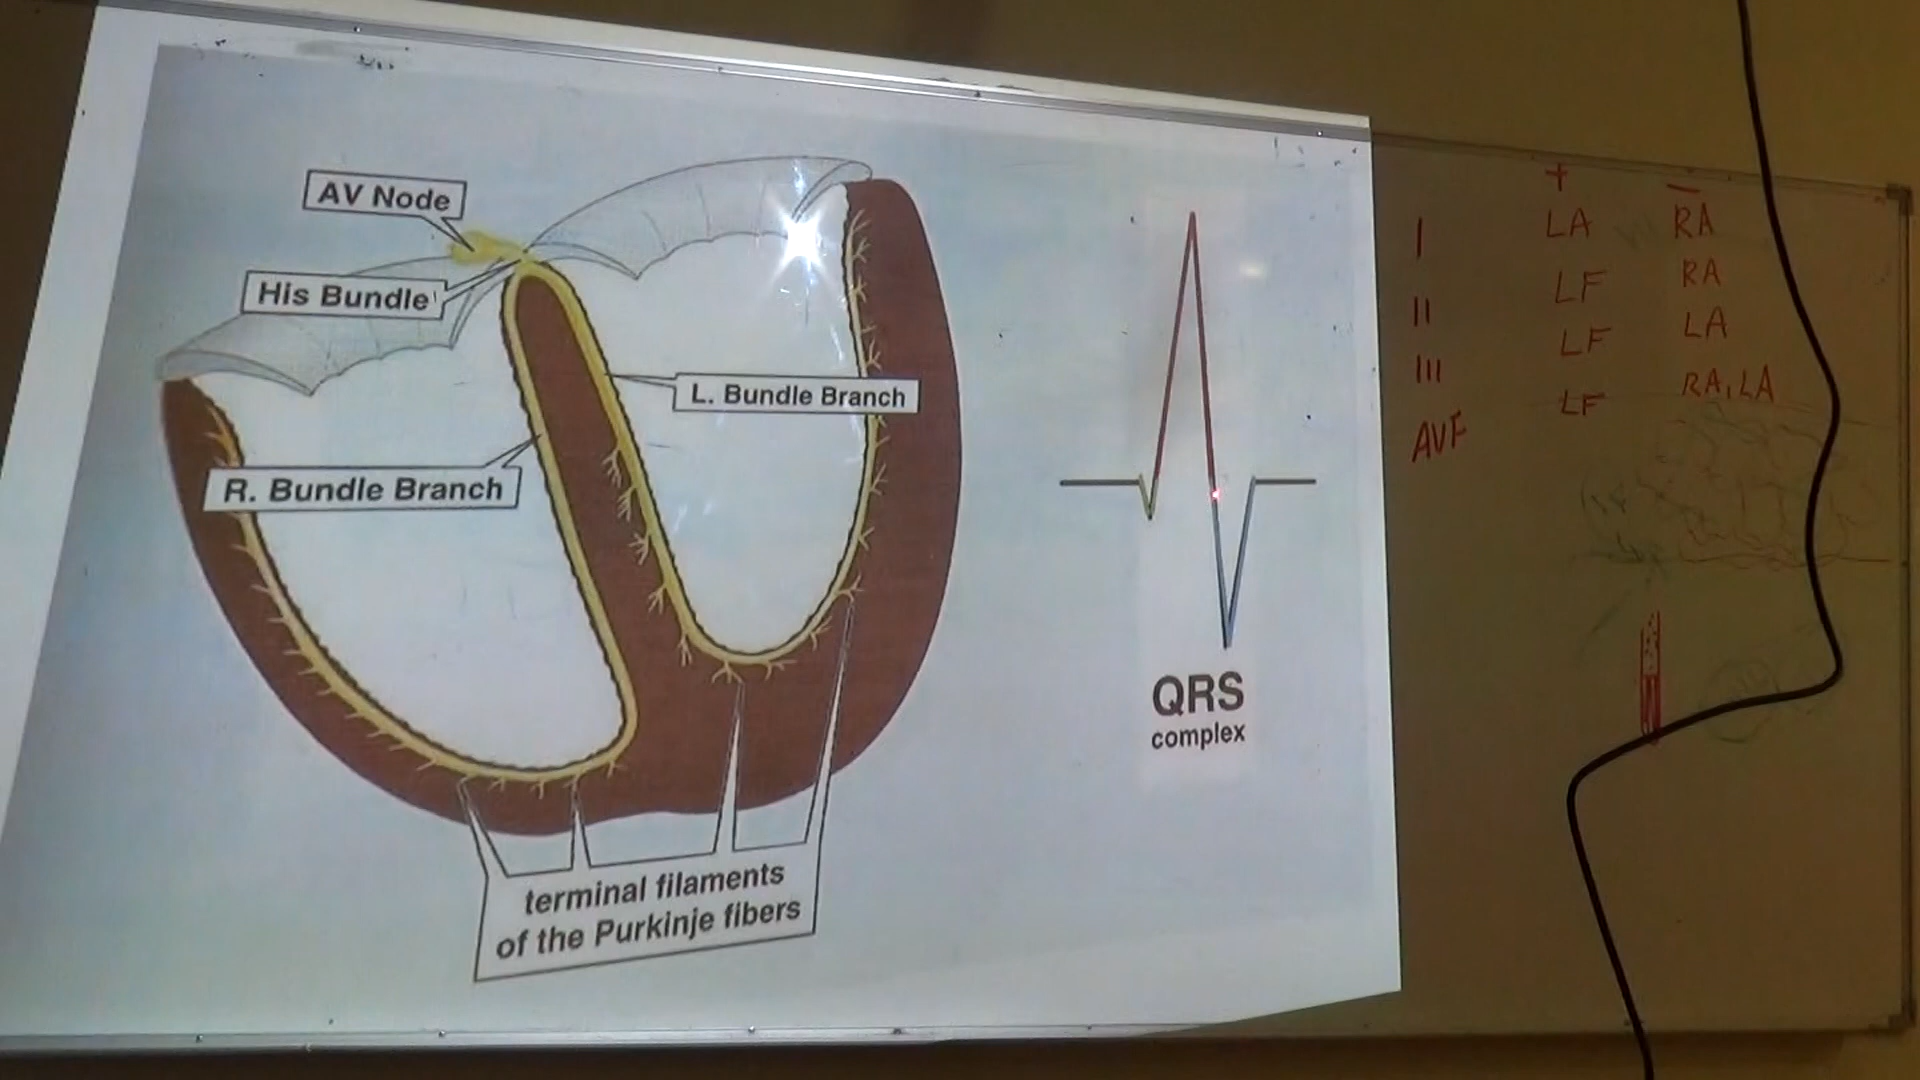 AV Node
His Bundle
L. Bundle Branch
R. Bundle Branch
terminal filaments
of the Purkinje fibers
QRS
complex
+ −
I LA RA
II LF RA
III LF LA
AVF LF RA, LA